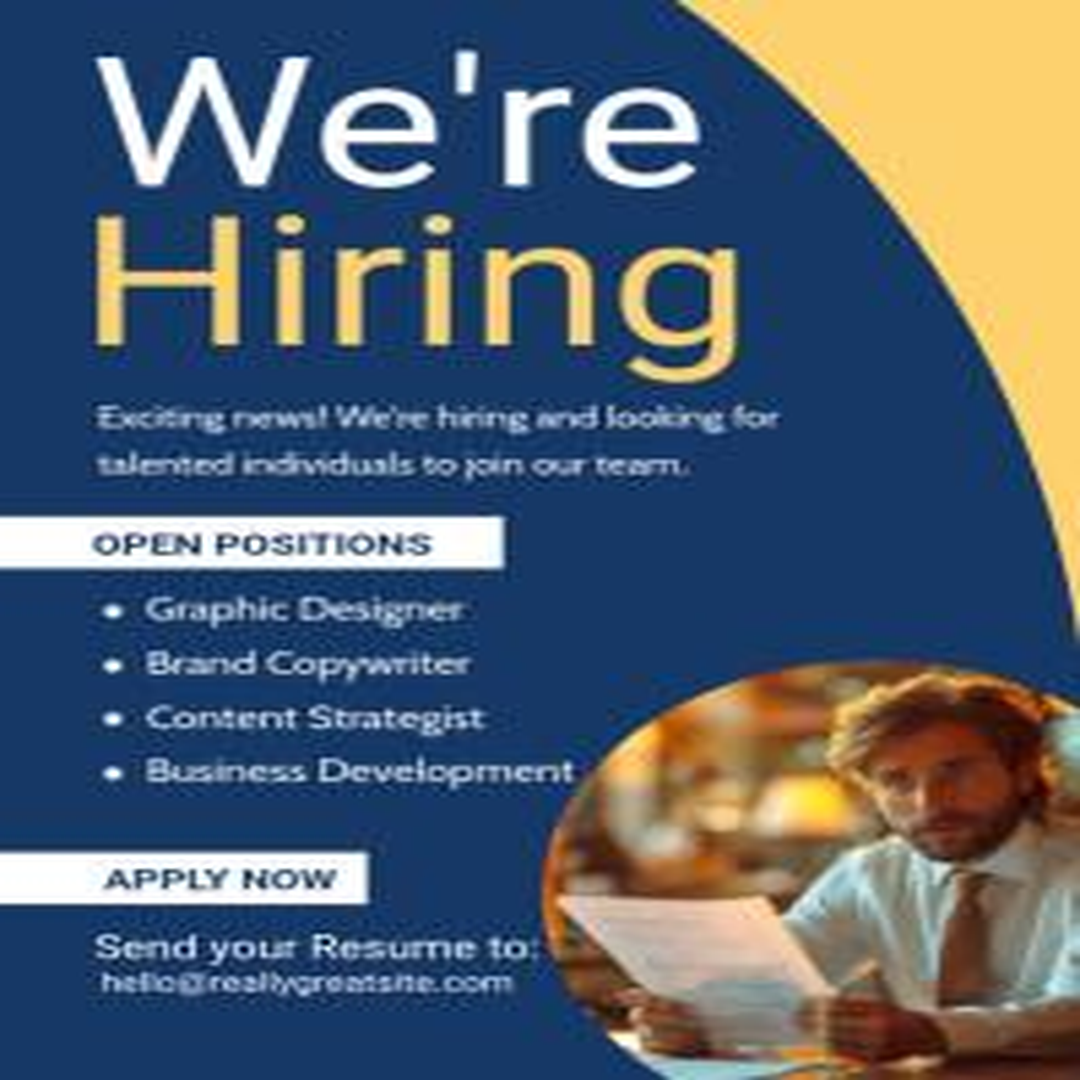 We're
Hiring
Exciting news! We're hiring and looking for
talented individuals to join our team.
OPEN POSITIONS
• Graphic Designer
• Brand Copywriter
• Content Strategist
• Business Development
APPLY NOW
Send your Resume to:
hello@reallygreatsite.com